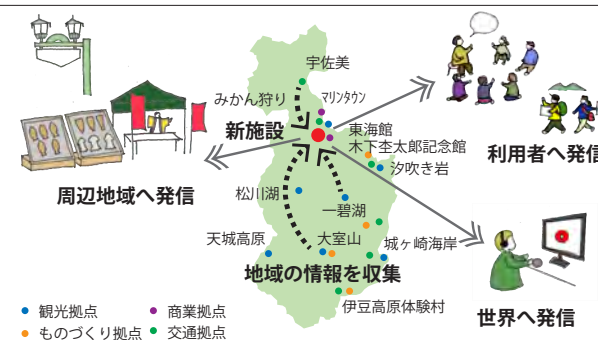 宇佐美
みかん狩り
マリンタウン
新施設
東海館
木下杢太郎記念館
汐吹き岩
利用者へ発信
周辺地域へ発信
松川湖
一碧湖
天城高原
大室山
城ヶ崎海岸
地域の情報を収集
伊豆高原体験村
世界へ発信
観光拠点
商業拠点
ものづくり拠点
交通拠点